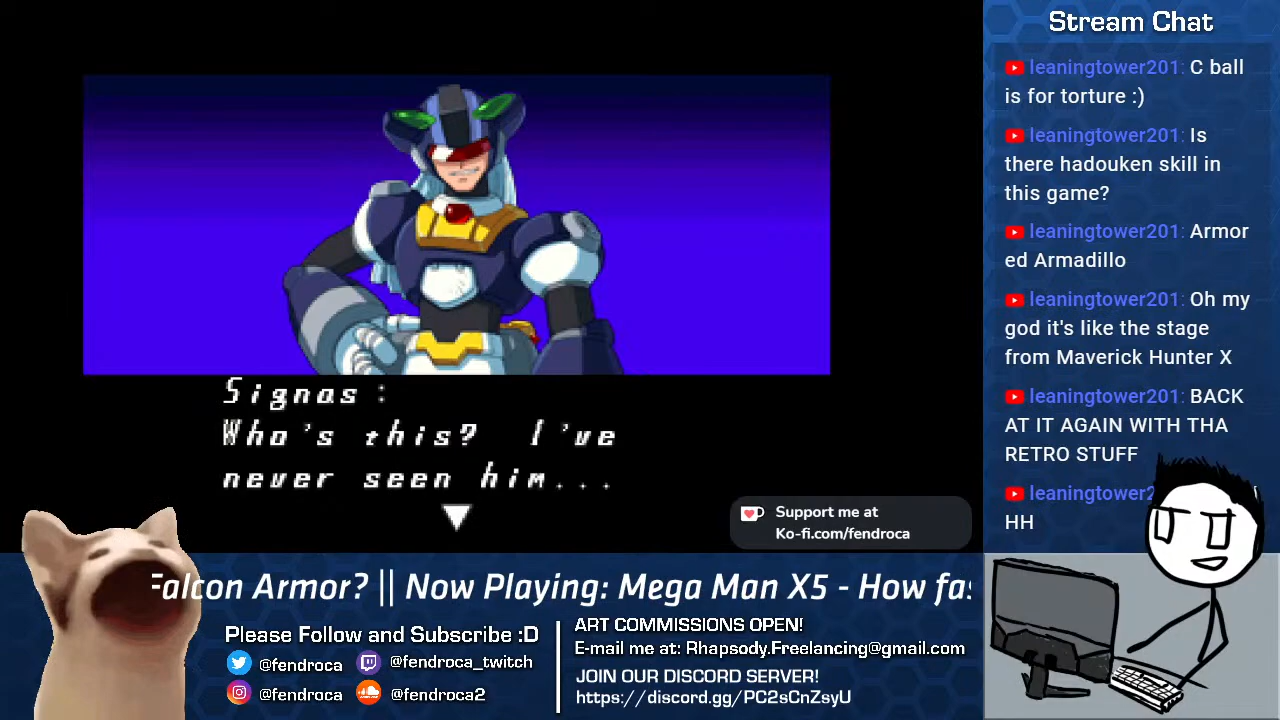 Stream Chat
leaningtower201: C ball
is for torture :)
leaningtower201: Is
there hadouken skill in
this game?
leaningtower201: Armor
ed Armadillo
leaningtower201: Oh my
god it's like the stage
from Maverick Hunter X
leaningtower201: BACK
AT IT AGAIN WITH THA
RETRO STUFF
leaningtower2
HH
Signas :
Who's this? I've
never seen him...
Support me at
Ko-fi.com/fendroca
Falcon Armor? || Now Playing: Mega Man X5 - How fas
Please Follow and Subscribe :D
@fendroca @fendroca_twitch
@fendroca @fendroca2
ART COMMISSIONS OPEN!
E-mail me at: Rhapsody.Freelancing@gmail.com
JOIN OUR DISCORD SERVER!
https://discord.gg/PC2sCnZsyU